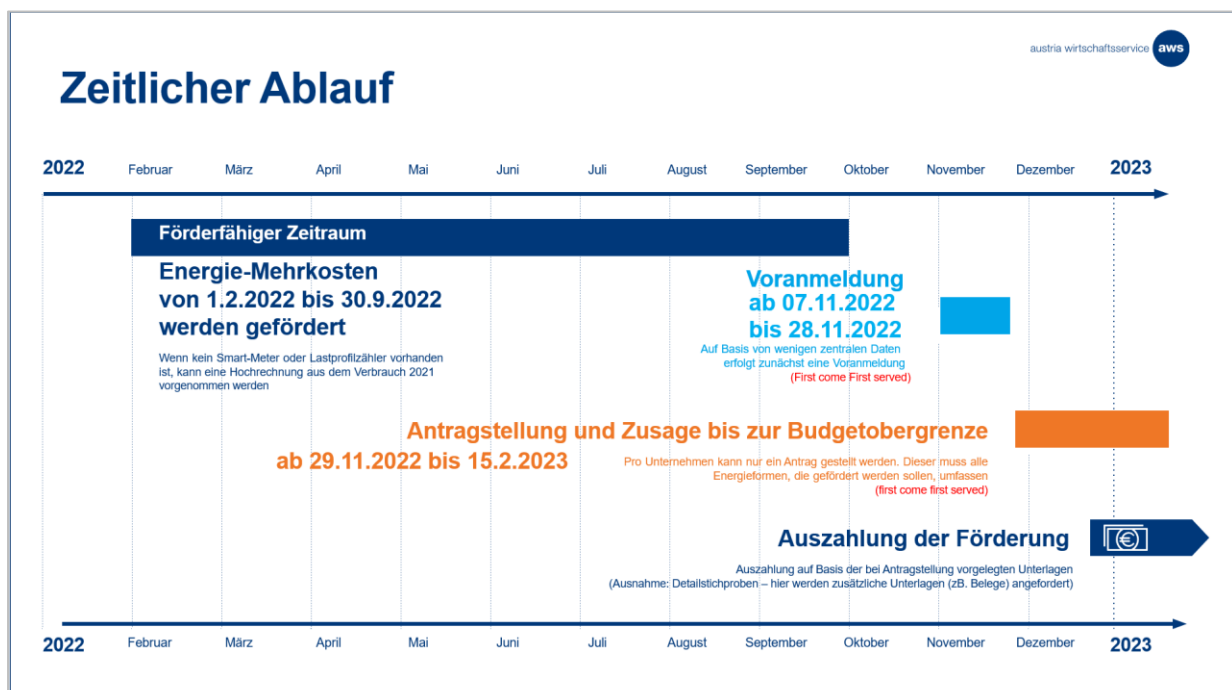 austria wirtschaftsservice aws
Zeitlicher Ablauf
2022 Februar März April Mai Juni Juli August September Oktober November Dezember 2023
Förderfähiger Zeitraum
Energie-Mehrkosten
von 1.2.2022 bis 30.9.2022
werden gefördert
Wenn kein Smart-Meter oder Lastprofilzähler vorhanden
ist, kann eine Hochrechnung aus dem Verbrauch 2021
vorgenommen werden
Voranmeldung
ab 07.11.2022
bis 28.11.2022
Auf Basis von wenigen zentralen Daten
erfolgt zunächst eine Voranmeldung
(First come First served)
Antragstellung und Zusage bis zur Budgetobergrenze
ab 29.11.2022 bis 15.2.2023
Pro Unternehmen kann nur ein Antrag gestellt werden. Dieser muss alle
Energieformen, die gefördert werden sollen, umfassen
(first come first served)
Auszahlung der Förderung
€
Auszahlung auf Basis der bei Antragstellung vorgelegten Unterlagen
(Ausnahme: Detailstichproben – hier werden zusätzliche Unterlagen (zB. Belege) angefordert)
2022 Februar März April Mai Juni Juli August September Oktober November Dezember 2023